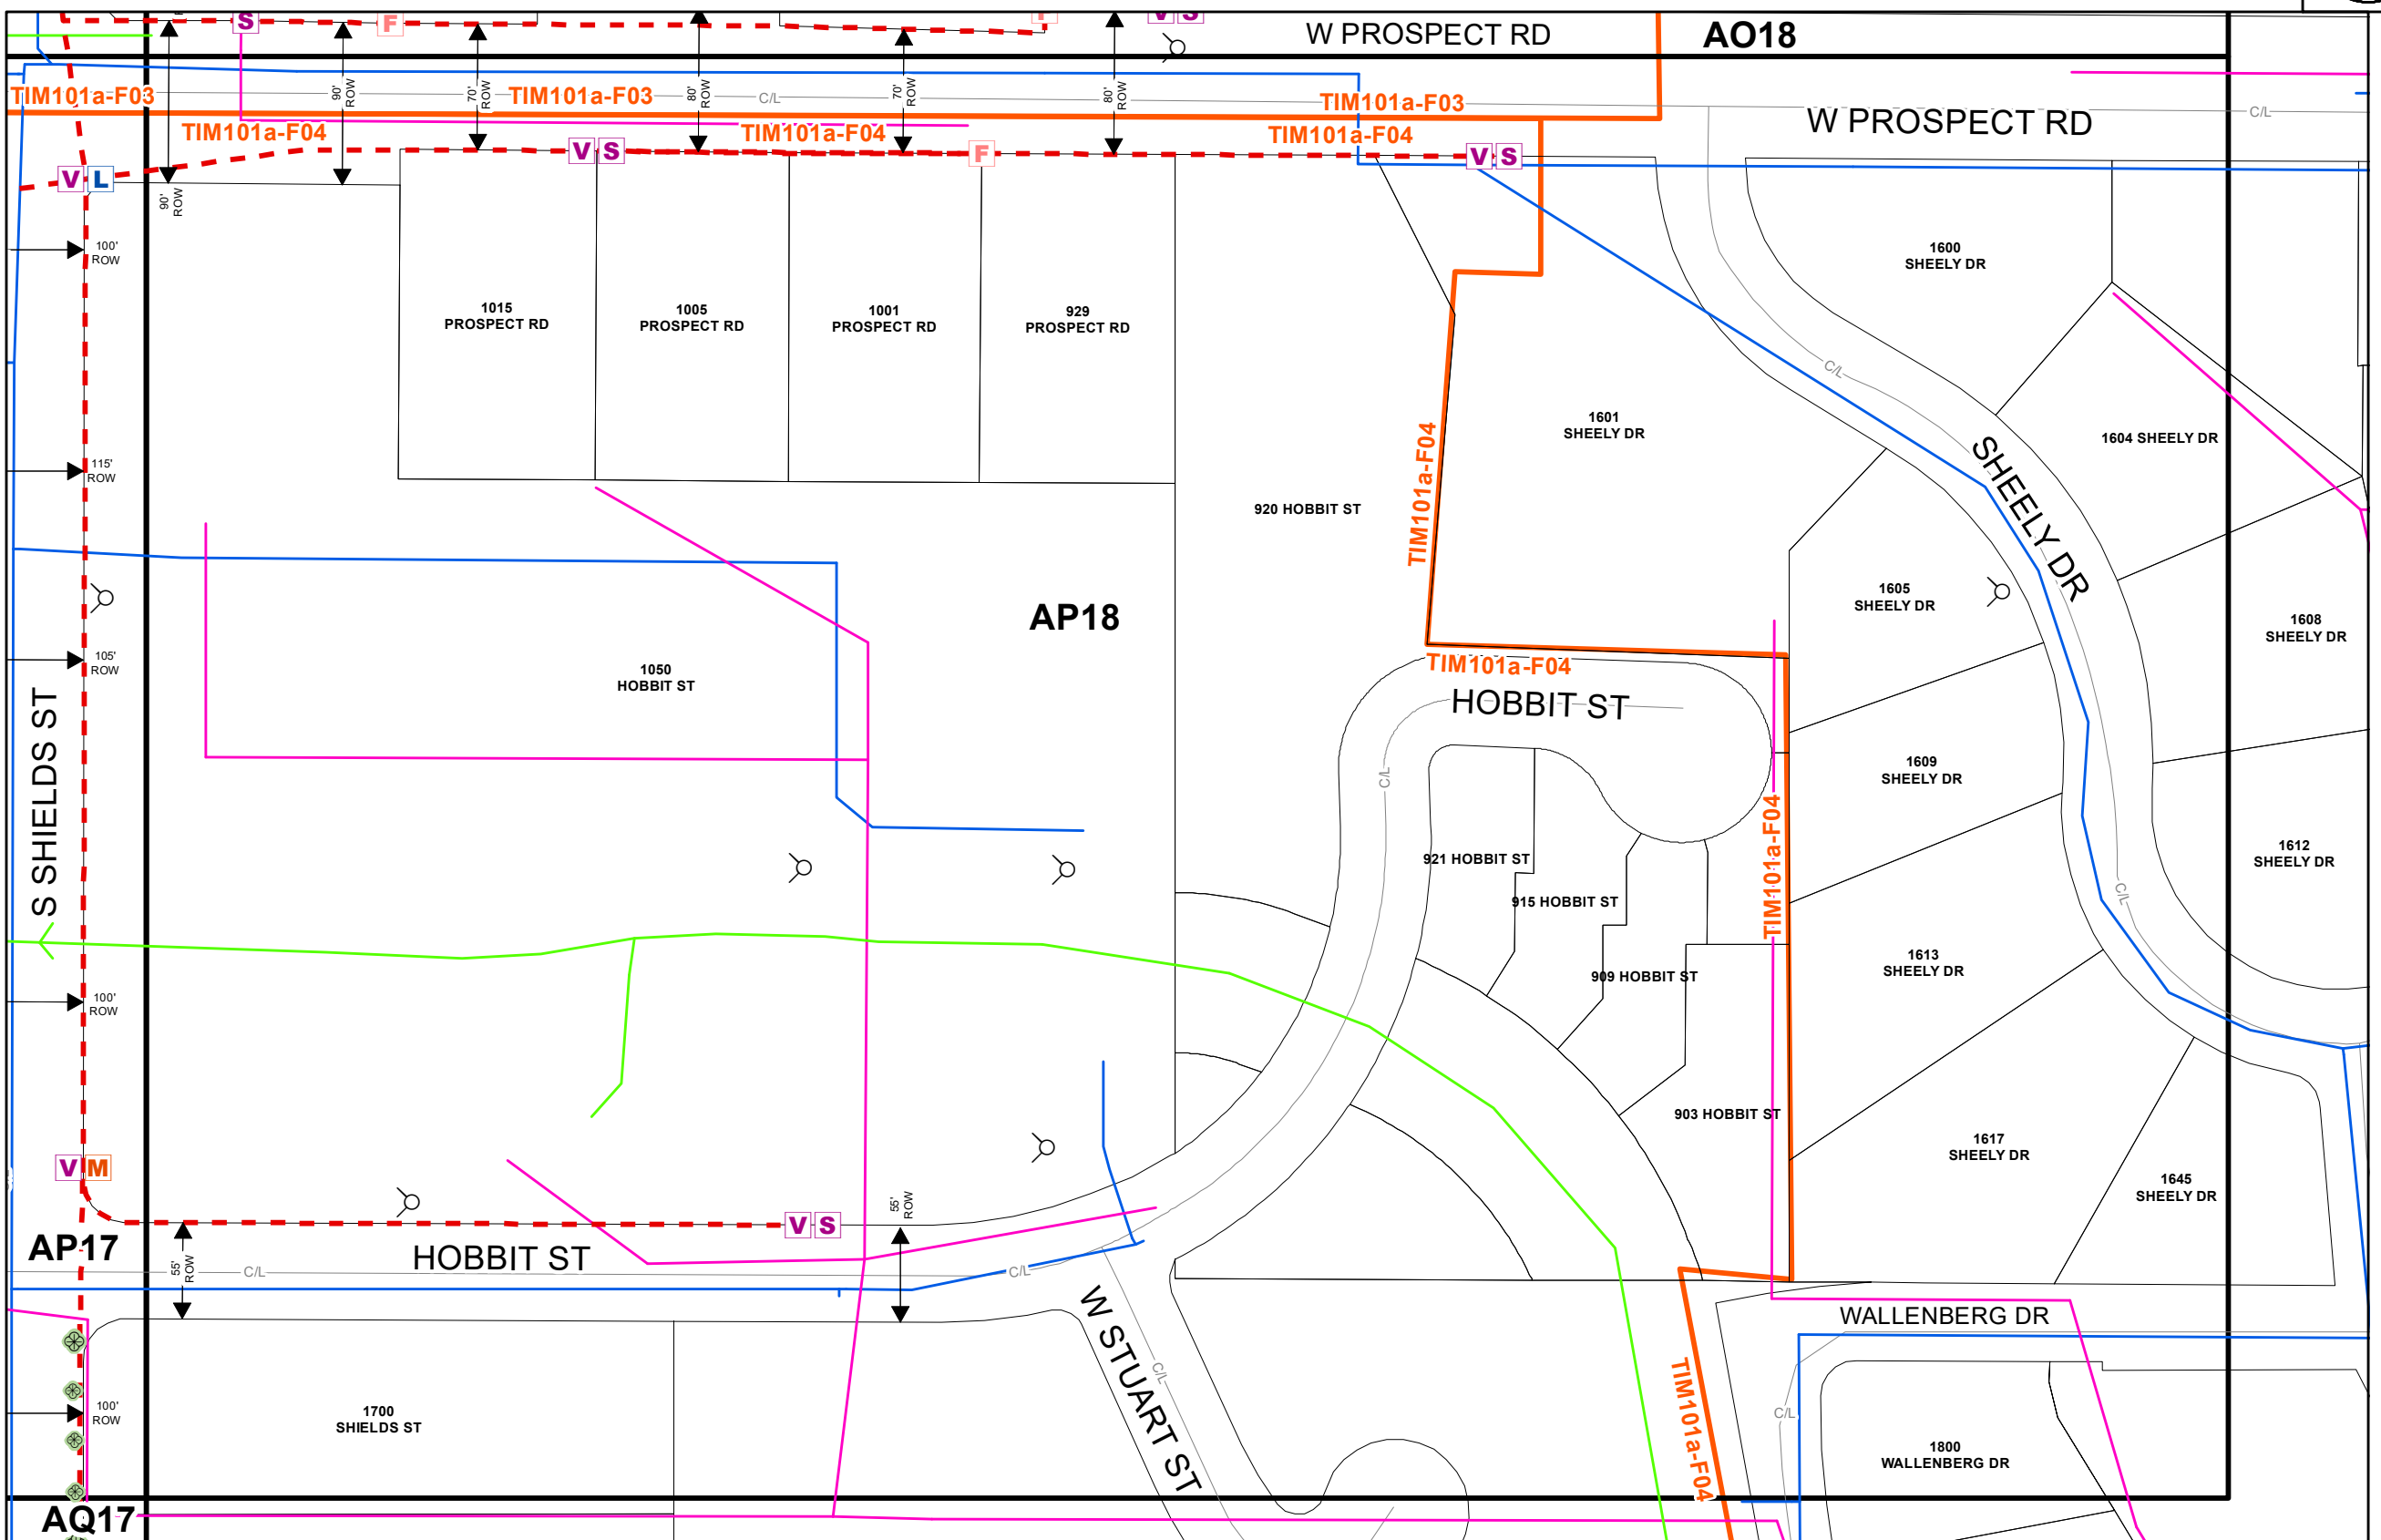 S
F
V S
W PROSPECT RD
AO18
TIM101a-F03
90'
ROW
70'
ROW
TIM101a-F03
80'
ROW
C/L
70'
ROW
80'
ROW
TIM101a-F03
W PROSPECT RD
C/L
TIM101a-F04
V S
TIM101a-F04
F
TIM101a-F04
V S
V L
90'
ROW
100'
ROW
1600
SHEELY DR
1015
PROSPECT RD
1005
PROSPECT RD
1001
PROSPECT RD
929
PROSPECT RD
C/L
1601
SHEELY DR
1604 SHEELY DR
115'
ROW
TIM101a-F04
920 HOBBIT ST
SHEELY DR
1605
SHEELY DR
AP18
1608
SHEELY DR
105'
ROW
1050
HOBBIT ST
TIM101a-F04
HOBBIT ST
S SHIELDS ST
C/L
1609
SHEELY DR
TIM101a-F04
921 HOBBIT ST
1612
SHEELY DR
915 HOBBIT ST
C/L
1613
SHEELY DR
909 HOBBIT ST
100'
ROW
903 HOBBIT ST
1617
SHEELY DR
V M
1645
SHEELY DR
55'
ROW
V S
AP17
HOBBIT ST
55'
ROW
C/L
C/L
W STUART ST
WALLENBERG DR
C/L
TIM101a-F04
100'
ROW
1700
SHIELDS ST
C/L
1800
WALLENBERG DR
AQ17